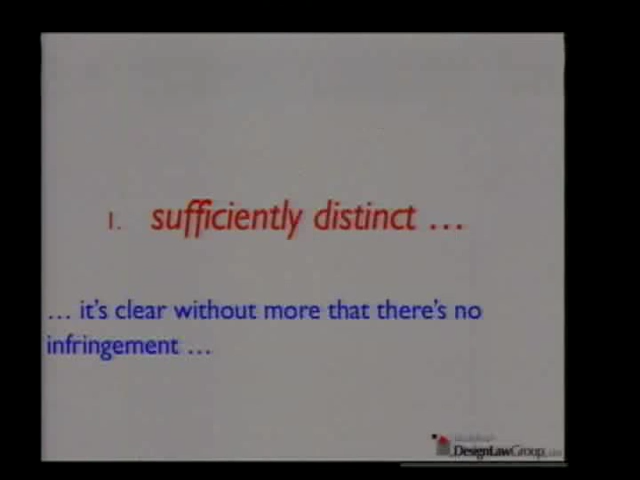 1. sufficiently distinct ...
... it's clear without more that there's no
infringement ...
DesignLawGroup